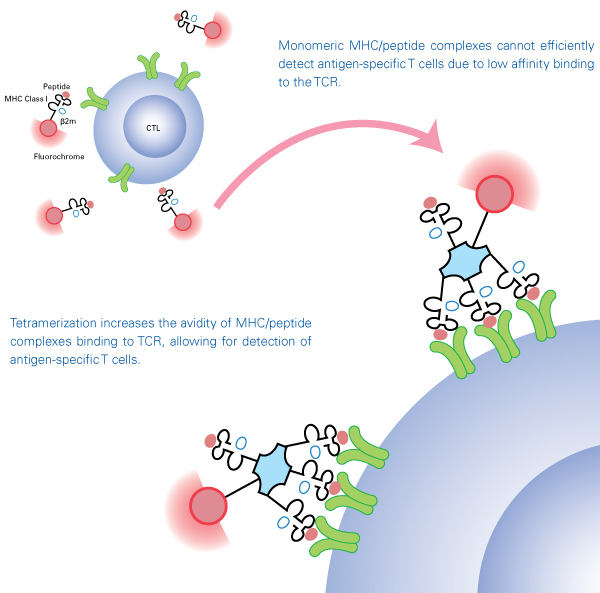 Monomeric MHC/peptide complexes cannot efficiently
detect antigen-specific T cells due to low affinity binding
to the TCR.
Peptide
MHC Class I
β2m
CTL
Fluorochrome
Tetramerization increases the avidity of MHC/peptide
complexes binding to TCR, allowing for detection of
antigen-specific T cells.